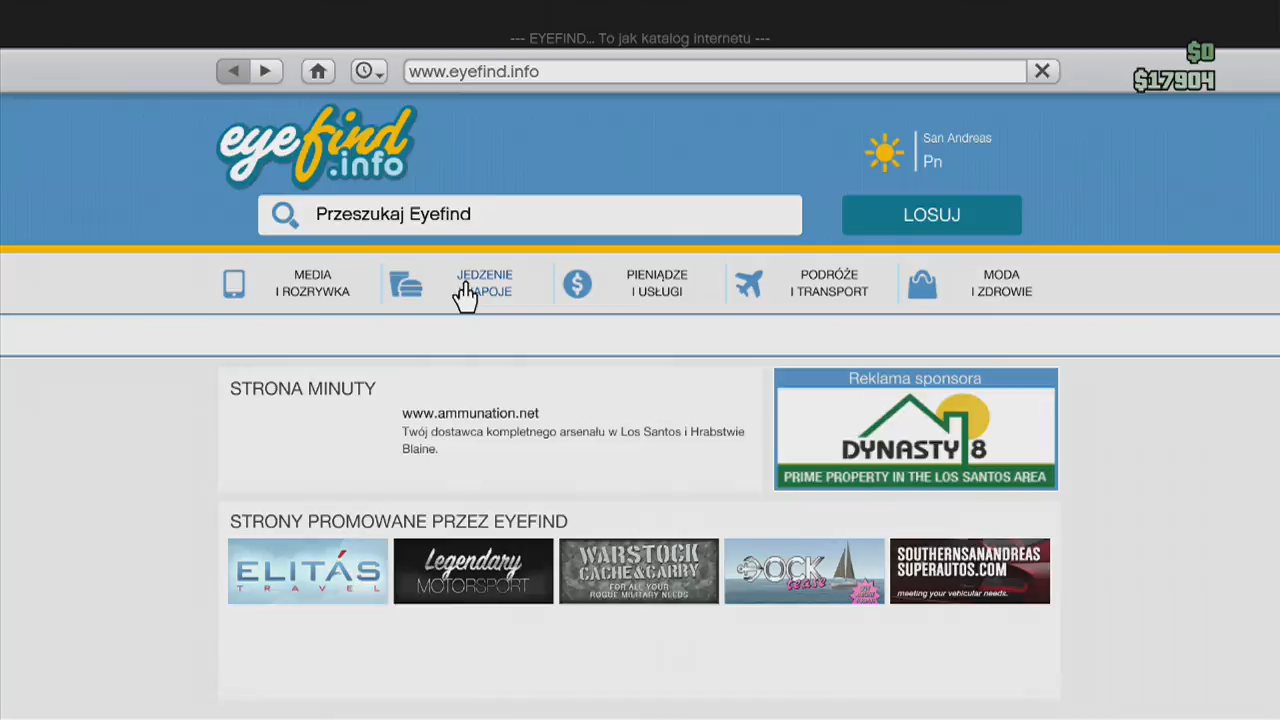 --- EYEFIND... To jak katalog internetu ---
$0
$17904
www.eyefind.info
eyefind
.info
San Andreas
Pn
Przeszukaj Eyefind
LOSUJ
MEDIA
I ROZRYWKA
JEDZENIE
NAPOJE
PIENIĄDZE
I USŁUGI
PODRÓŻE
I TRANSPORT
MODA
I ZDROWIE
STRONA MINUTY
www.ammunation.net
Twój dostawca kompletnego arsenału w Los Santos i Hrabstwie
Blaine.
Reklama sponsora
DYNASTY 8
PRIME PROPERTY IN THE LOS SANTOS AREA
STRONY PROMOWANE PRZEZ EYEFIND
ELITÁS
TRAVEL
Legendary
MOTORSPORT
WARSTOCK
CACHE & CARRY
FOR ALL YOUR
ROGUE MILITARY NEEDS
DOCK
tease
SOUTHERNSANANDREAS
SUPERAUTOS.COM
meeting your vehicular needs.